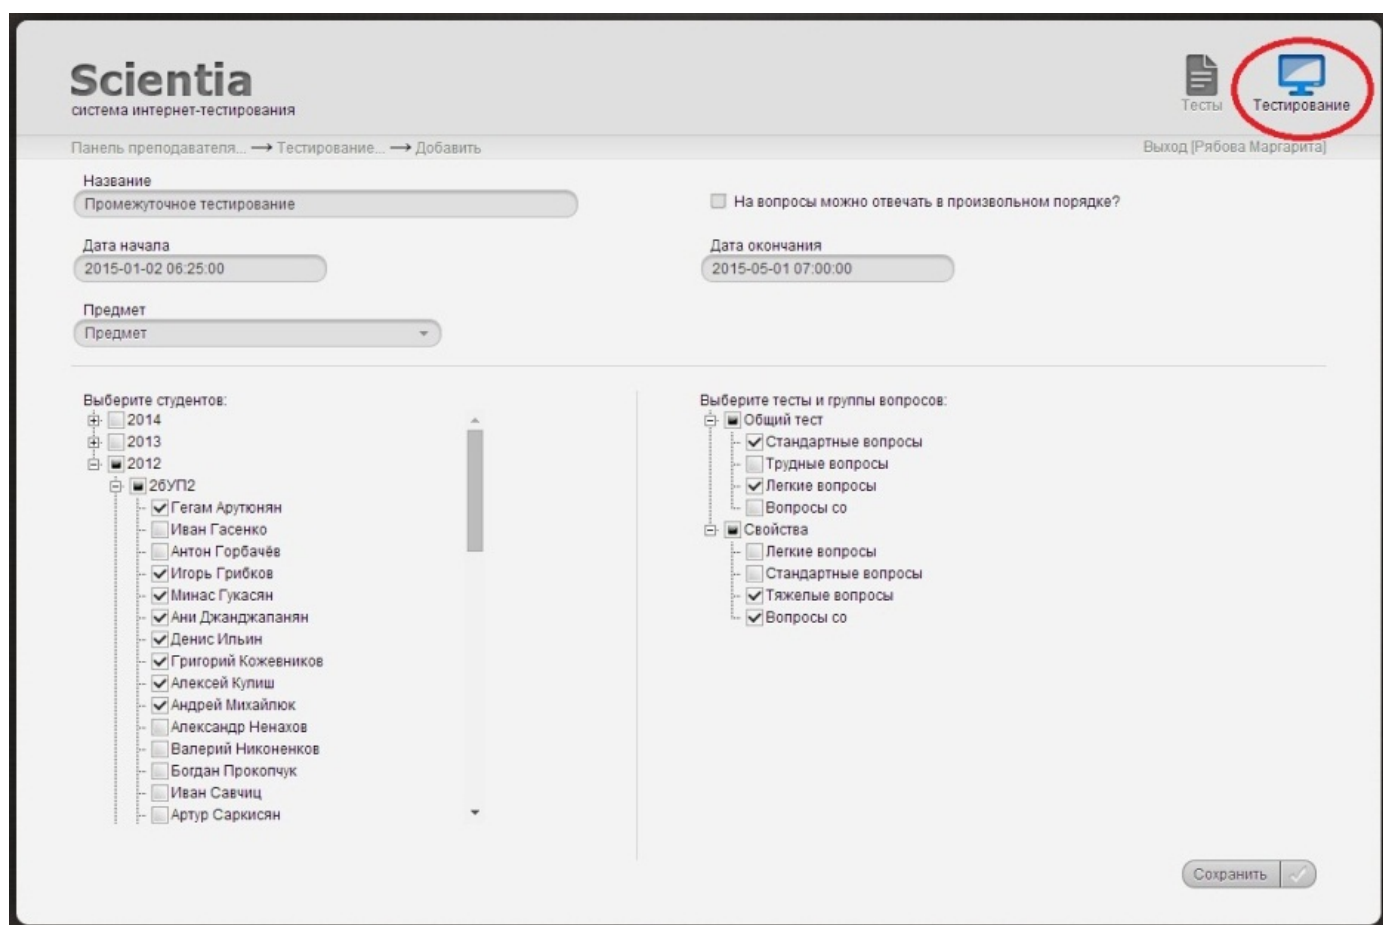 Scientia
система интернет-тестирования
Тесты
Тестирование
Панель преподавателя... → Тестирование... → Добавить
Выход [Рябова Маргарита]
Название
Промежуточное тестирование
На вопросы можно отвечать в произвольном порядке?
Дата начала
2015-01-02 06:25:00
Дата окончания
2015-05-01 07:00:00
Предмет
Предмет
Выберите студентов:
2014
2013
2012
26УП2
Гегам Арутюнян
Иван Гасенко
Антон Горбачёв
Игорь Грибков
Минас Гукасян
Ани Джанджапанян
Денис Ильин
Григорий Кожевников
Алексей Купиш
Андрей Михайлюк
Александр Ненахов
Валерий Никоненков
Богдан Прокопчук
Иван Савчиц
Артур Саркисян
Выберите тесты и группы вопросов:
Общий тест
Стандартные вопросы
Трудные вопросы
Легкие вопросы
Вопросы со
Свойства
Легкие вопросы
Стандартные вопросы
Тяжелые вопросы
Вопросы со
Сохранить